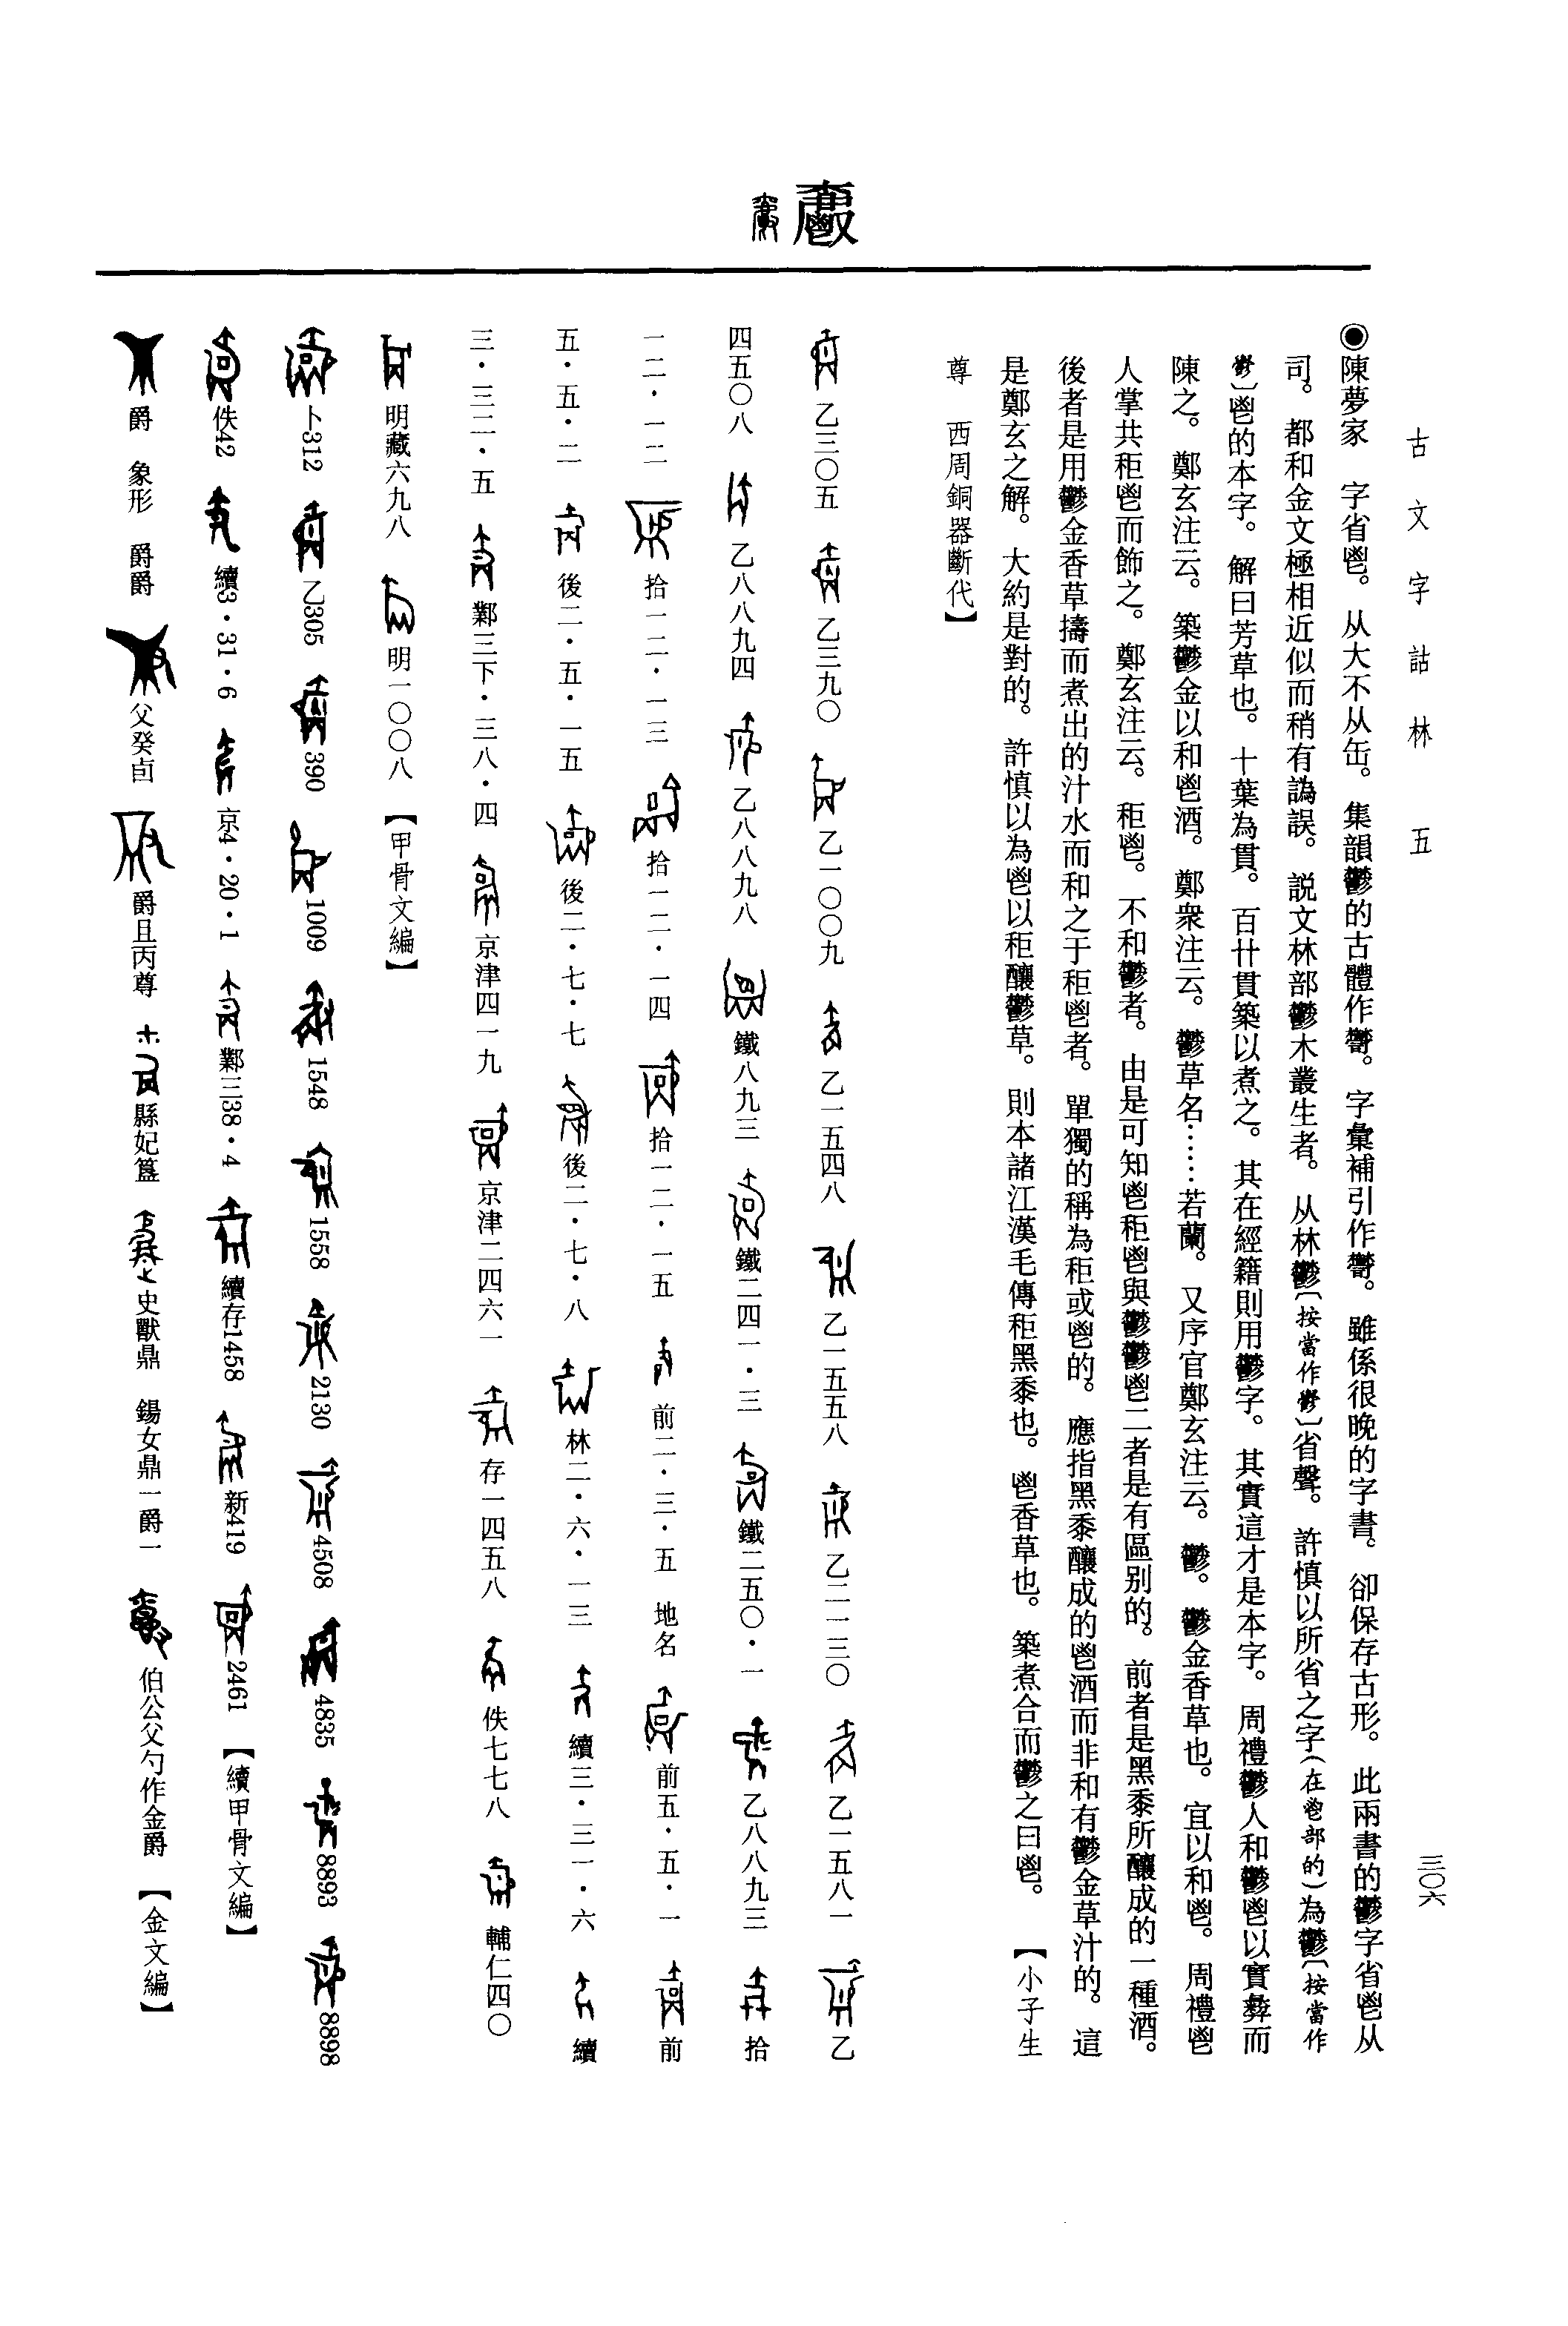 古文字詁林 五
三〇六
◉陳夢家 字省鬯。从大不从缶。集韻鬱的古體作。字彙補引作。雖係很晚的字書。卻保存古形。此兩書的鬱字省鬯从
司。都和金文極相近似而稍有譌誤。説文林部鬱木叢生者。从林〔按當作〕省聲。許慎以所省之字(在鬯部的)為鬱〔按當作
〕鬯的本字。解曰芳草也。十葉為貫。百廿貫築以煮之。其在經籍則用鬱字。其實這才是本字。周禮鬱人和鬱鬯以實彝而
陳之。鄭玄注云。築鬱金以和鬯酒。鄭衆注云。鬱草名……若蘭。又序官鄭玄注云。鬱。鬱金香草也。宜以和鬯。周禮鬯
人掌共秬鬯而飾之。鄭玄注云。秬鬯。不和鬱者。由是可知鬯秬鬯與鬱鬱鬯二者是有區别的。前者是黑黍所釀成的一種酒。
後者是用鬱金香草擣而煮出的汁水而和之于秬鬯者。單獨的稱為秬或鬯的。應指黑黍釀成的鬯酒而非和有鬱金草汁的。這
是鄭玄之解。大約是對的。許慎以為鬯以秬釀鬱草。則本諸江漢毛傳秬黑黍也。鬯香草也。築煮合而鬱之曰鬯。 【小子生
尊 西周銅器斷代】
乙三〇五 乙三九〇 乙一〇〇九 乙一五四八 乙一五五八 乙二一三〇 乙一五八一 乙
四五〇八 乙八八九四 乙八八九八 鐵八九三 鐵二四一·三 鐵二五〇·一 乙八八九三 拾
一二·一二 拾一二·一三 拾一二·一四 拾一二·一五 前二·三·五 地名 前五·五·一 前
五·五·二 後二·五·一五 後二·七·七 後二·七·八 林二·六·一三 續三·三一·六 續
三·三二·五 鄴三下·三八·四 京津四一九 京津二四六一 存一四五八 佚七七八 輔仁四〇
明藏六九八 明一〇〇八 【甲骨文編】
卜312 乙305 390 1009 1548 1558 2130 4508 4835 8893 8898
佚42 續3·31·6 京4·20·1 鄴三38·4 續存1458 新419 2461 【續甲骨文編】
爵 象形 爵爵 父癸卣 爵且丙尊 縣妃簋 史獸鼎 鍚女鼎一爵一 伯公父勺作金爵 【金文編】